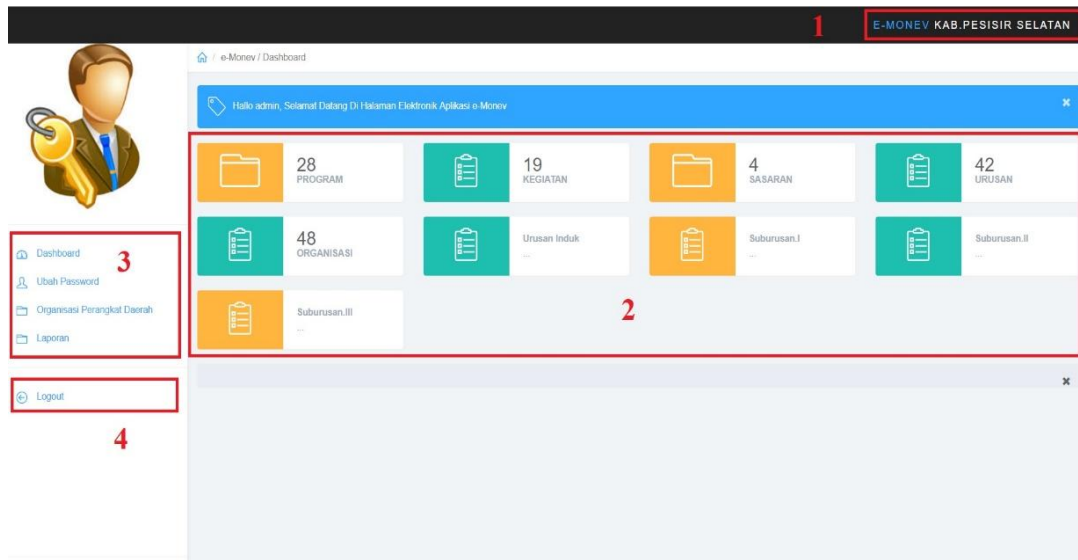 1
E-MONEV KAB.PESISIR SELATAN
e-Monev / Dashboard
Hallo admin, Selamat Datang Di Halaman Elektronik Aplikasi e-Monev
28
PROGRAM
19
KEGIATAN
4
SASARAN
42
URUSAN
48
ORGANISASI
Urusan Induk
...
Suburusan.I
...
Suburusan.II
...
Suburusan.III
...
2
Dashboard
3
Ubah Password
Organisasi Perangkat Daerah
Laporan
Logout
4